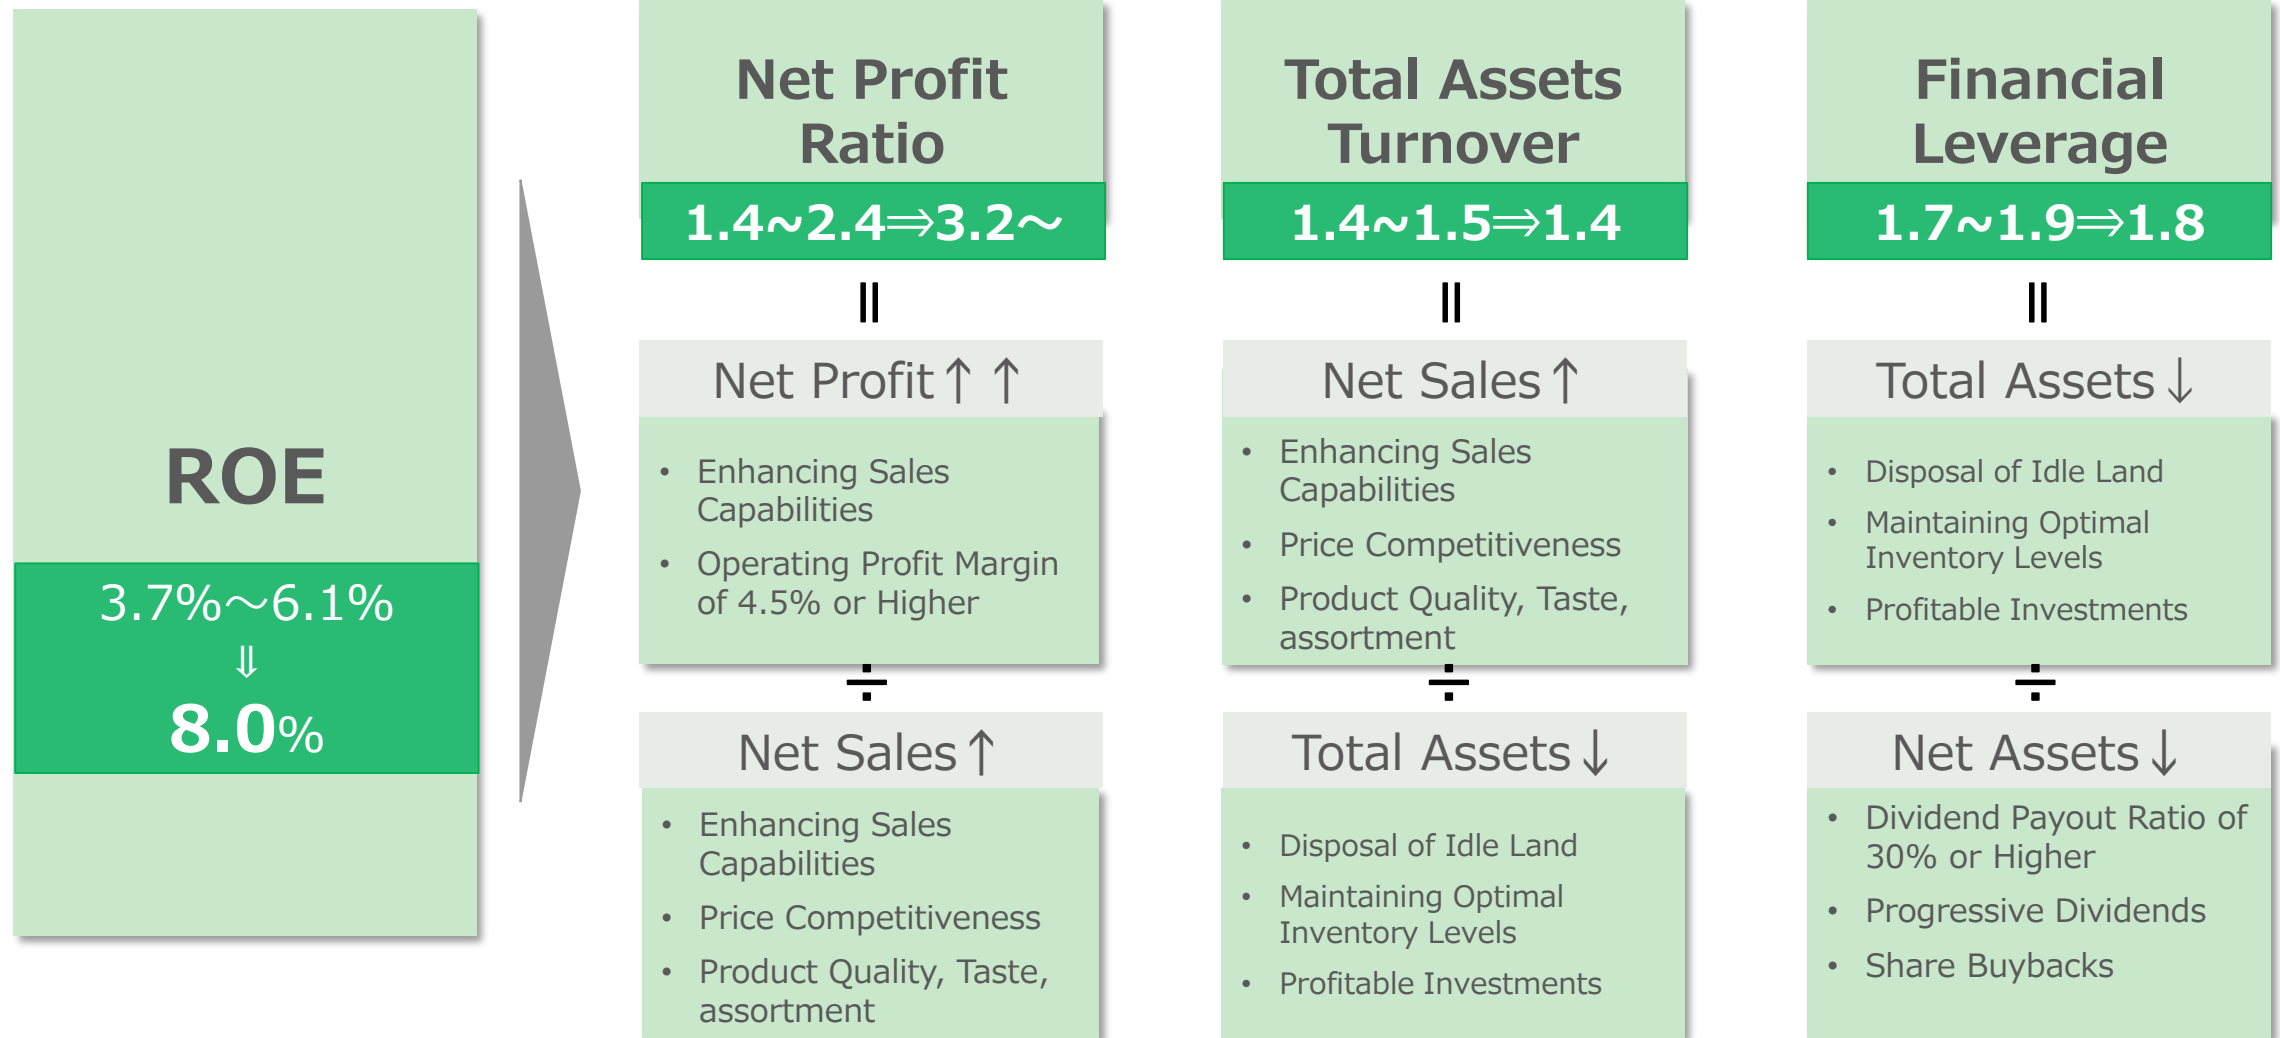 ROE
3.7%～6.1%
⇓
8.0%
Net Profit
Ratio
1.4~2.4⇒3.2～
=
Net Profit↑↑
• Enhancing Sales
Capabilities
• Operating Profit Margin
of 4.5% or Higher
÷
Net Sales↑
• Enhancing Sales
Capabilities
• Price Competitiveness
• Product Quality, Taste,
assortment
Total Assets
Turnover
1.4~1.5⇒1.4
=
Net Sales↑
• Enhancing Sales
Capabilities
• Price Competitiveness
• Product Quality, Taste,
assortment
÷
Total Assets↓
• Disposal of Idle Land
• Maintaining Optimal
Inventory Levels
• Profitable Investments
Financial
Leverage
1.7~1.9⇒1.8
=
Total Assets↓
• Disposal of Idle Land
• Maintaining Optimal
Inventory Levels
• Profitable Investments
÷
Net Assets↓
• Dividend Payout Ratio of
30% or Higher
• Progressive Dividends
• Share Buybacks